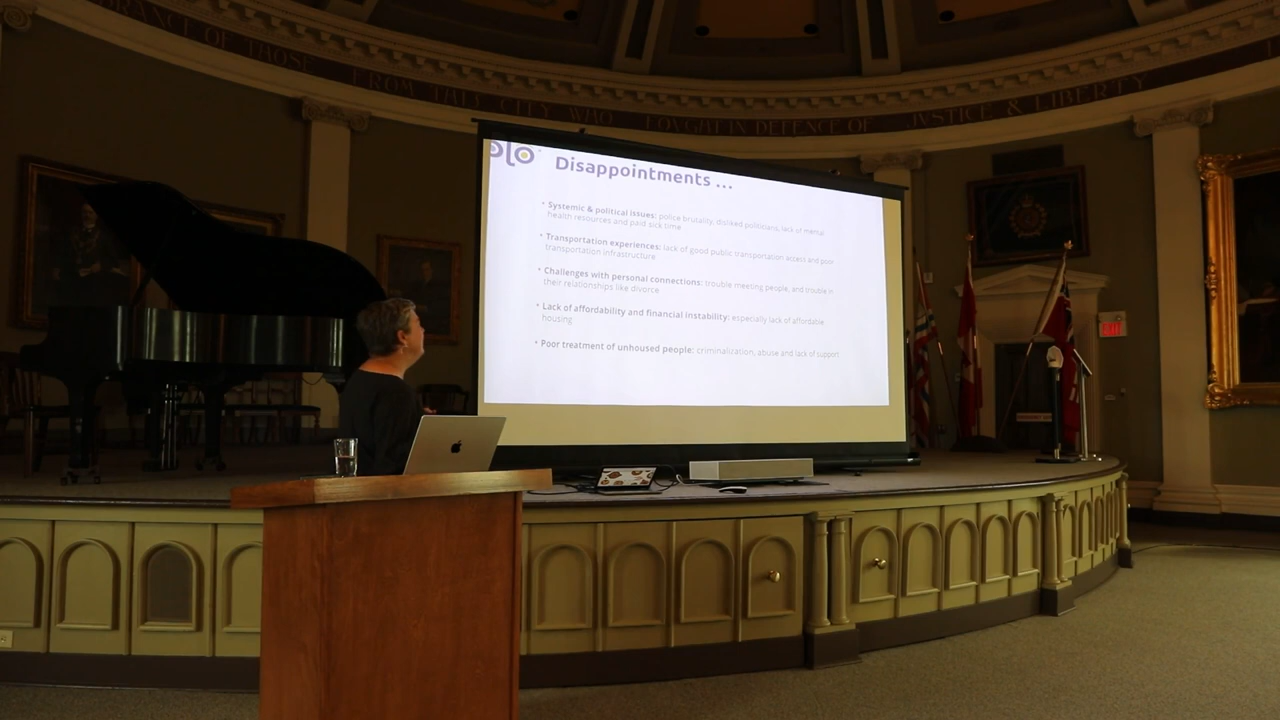 BRANCE OF THOSE FROM THIS CITY WHO FOUGHT IN DEFENCE OF JUSTICE & LIBERTY
olo
Disappointments ...
• Systemic & political issues: police brutality, disliked politicians, lack of mental
health resources and paid sick time
• Transportation experiences: lack of good public transportation access and poor
transportation infrastructure
• Challenges with personal connections: trouble meeting people, and trouble in
their relationships like divorce
• Lack of affordability and financial instability: especially lack of affordable
housing
• Poor treatment of unhoused people: criminalization, abuse and lack of support
EXIT